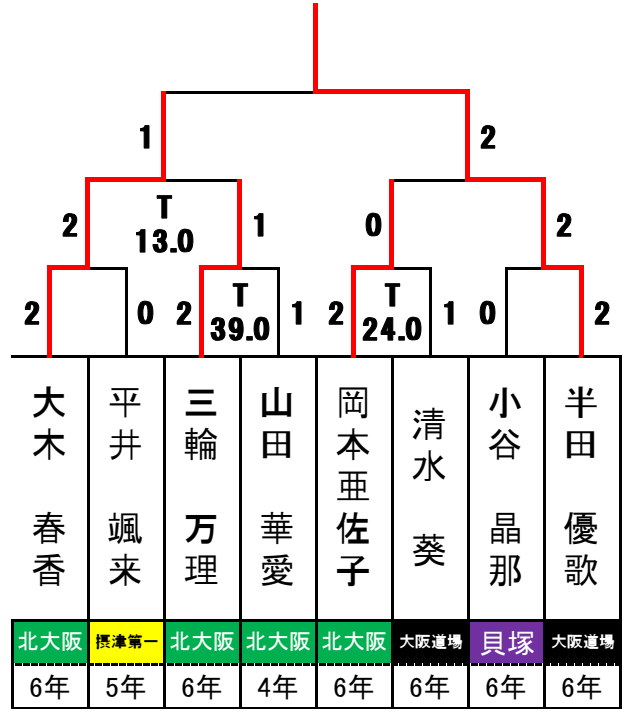 1 2
2 T 13.0 1 0 2
2 0 2 T 39.0 1 2 T 24.0 1 0 2
大木 春香
平井 颯来
三輪 万理
山田 華愛
岡本亜佐子
清水 葵
小谷 晶那
半田 優歌
北大阪 摂津第一 北大阪 北大阪 北大阪 大阪道場 貝塚 大阪道場
6年 5年 6年 4年 6年 6年 6年 6年